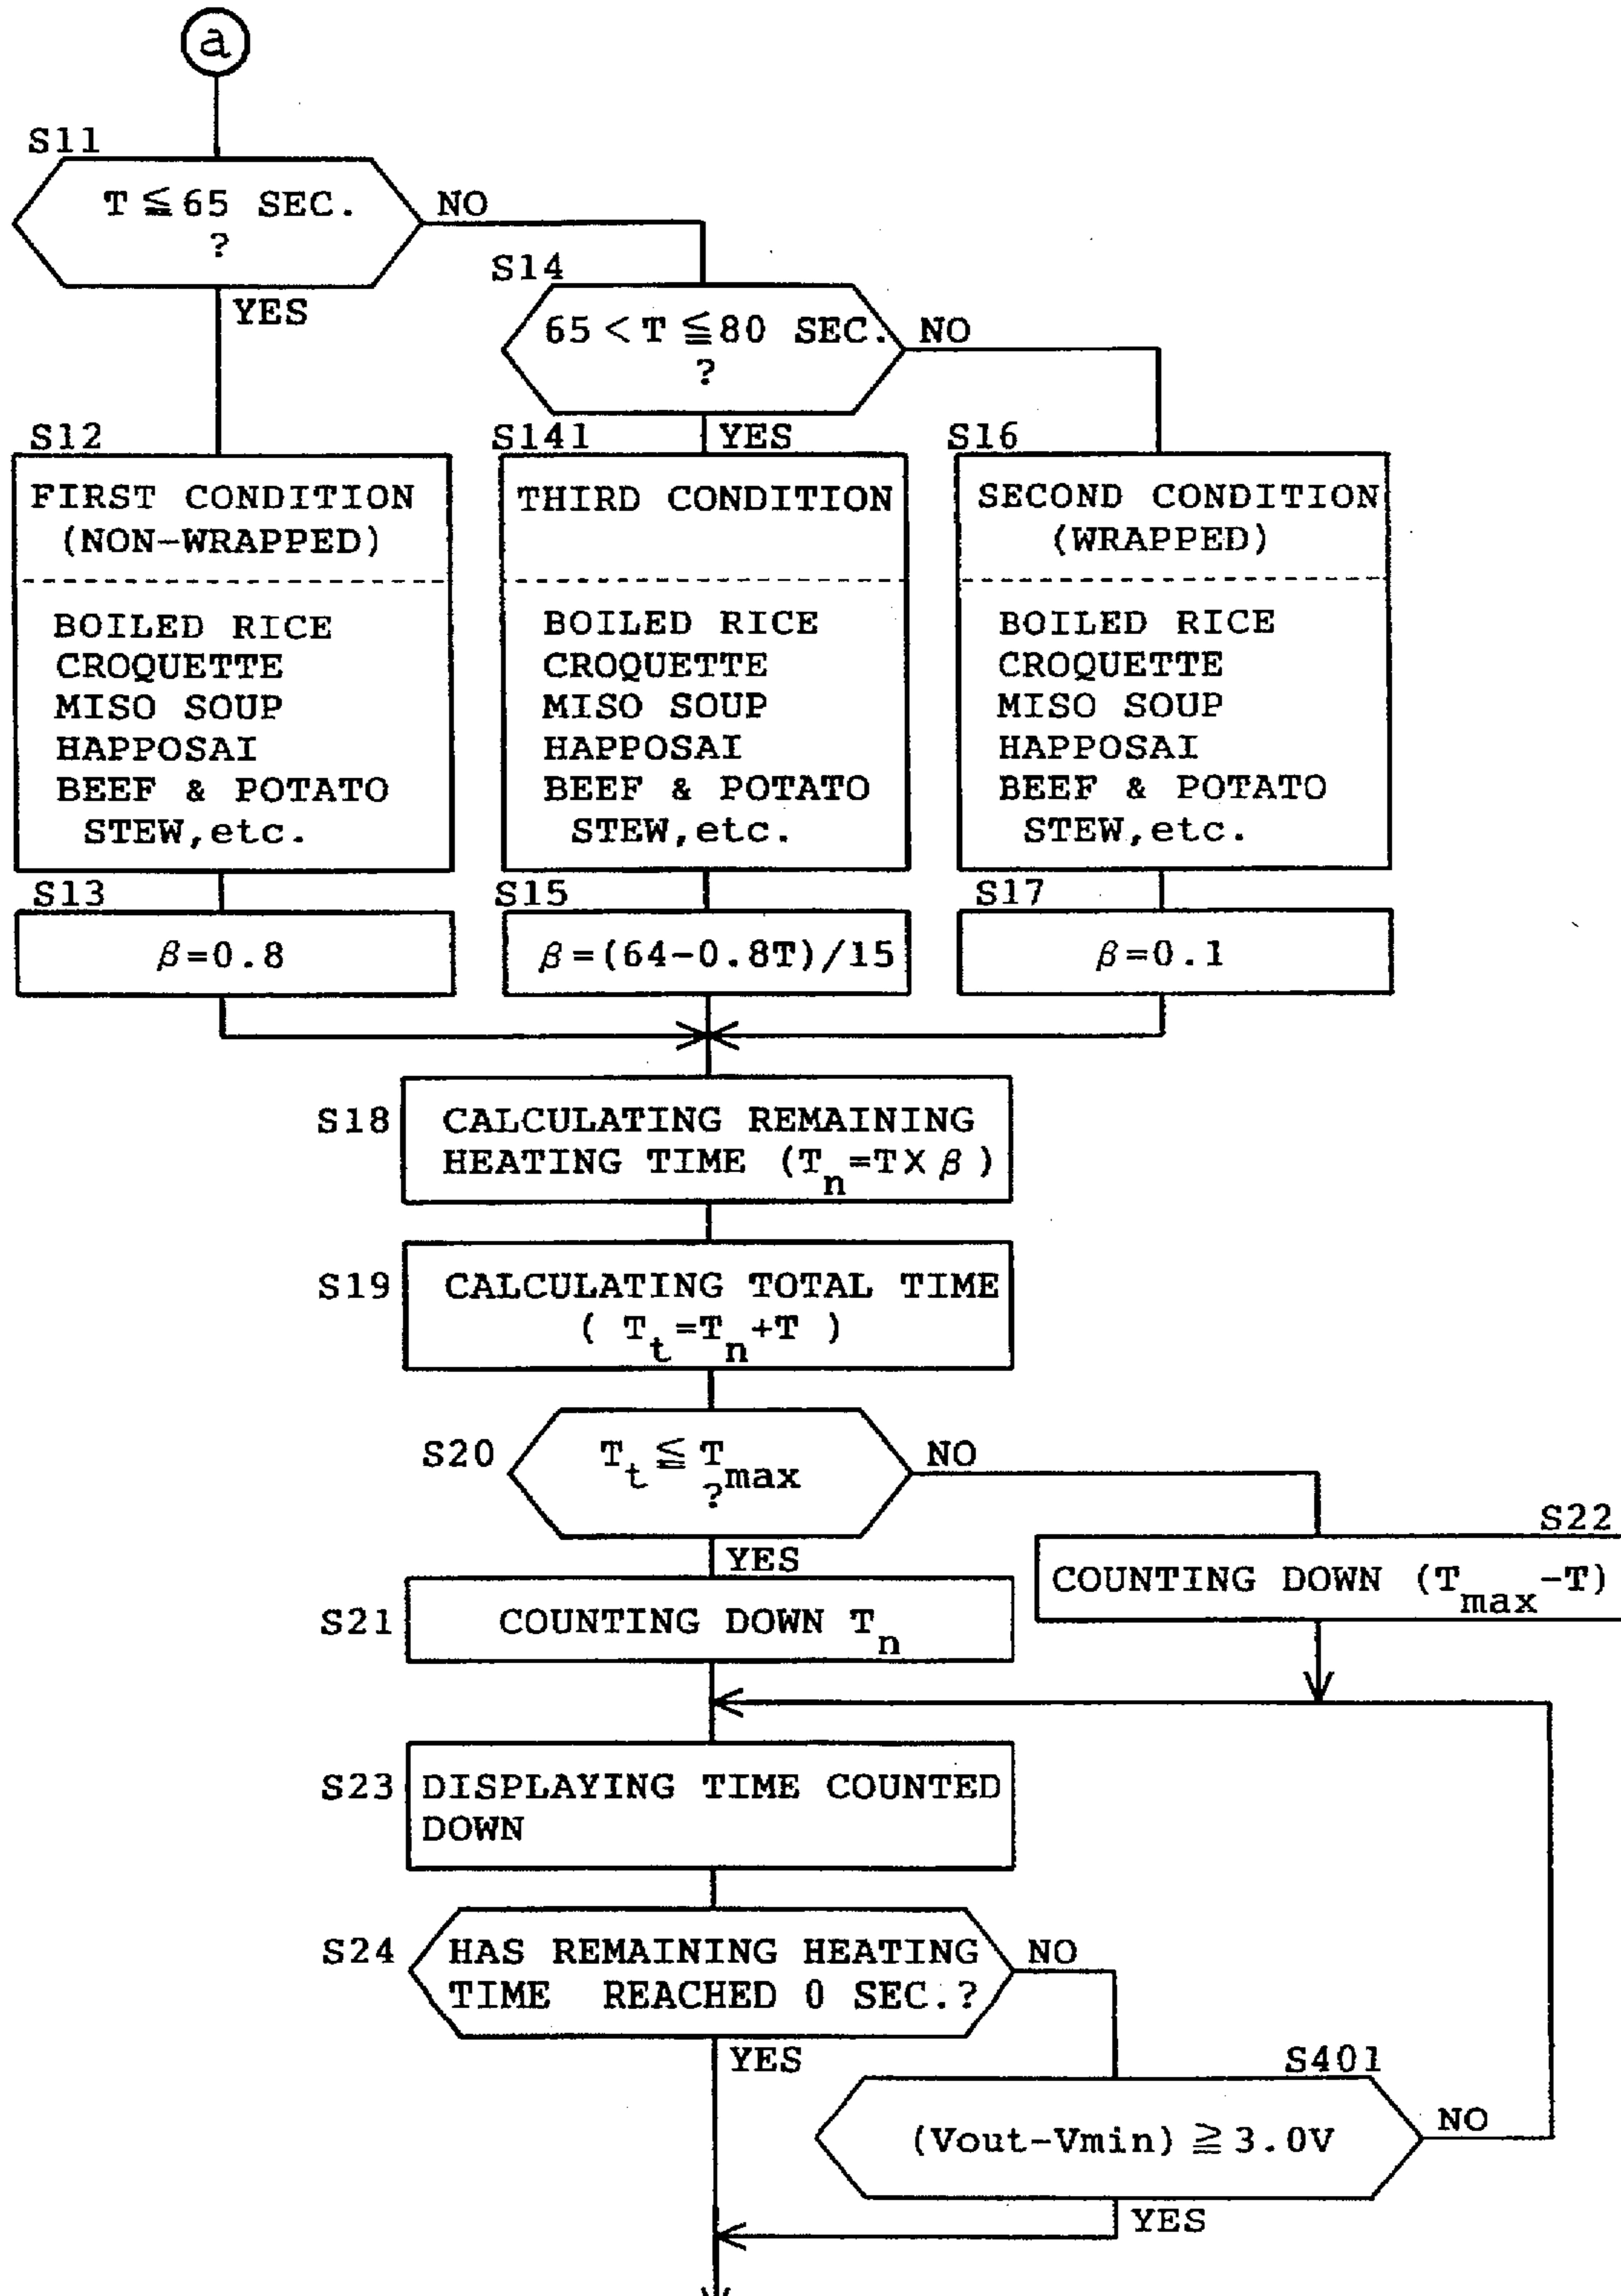 a
S11
T ≦ 65 SEC.
?
NO
YES
S14
65 < T ≦ 80 SEC.
?
NO
YES
S12
FIRST CONDITION
(NON-WRAPPED)
BOILED RICE
CROQUETTE
MISO SOUP
HAPPOSAI
BEEF & POTATO
STEW,etc.
S141
THIRD CONDITION
BOILED RICE
CROQUETTE
MISO SOUP
HAPPOSAI
BEEF & POTATO
STEW,etc.
S16
SECOND CONDITION
(WRAPPED)
BOILED RICE
CROQUETTE
MISO SOUP
HAPPOSAI
BEEF & POTATO
STEW,etc.
S13
β=0.8
S15
β=(64-0.8T)/15
S17
β=0.1
S18
CALCULATING REMAINING
HEATING TIME (Tn=T×β)
S19
CALCULATING TOTAL TIME
( Tt=Tn+T )
S20
Tt ≦ Tmax
?
NO
YES
S22
COUNTING DOWN (Tmax-T)
S21
COUNTING DOWN Tn
S23
DISPLAYING TIME COUNTED
DOWN
S24
HAS REMAINING HEATING
TIME REACHED 0 SEC.?
NO
YES
S401
(Vout-Vmin) ≧ 3.0V
NO
YES